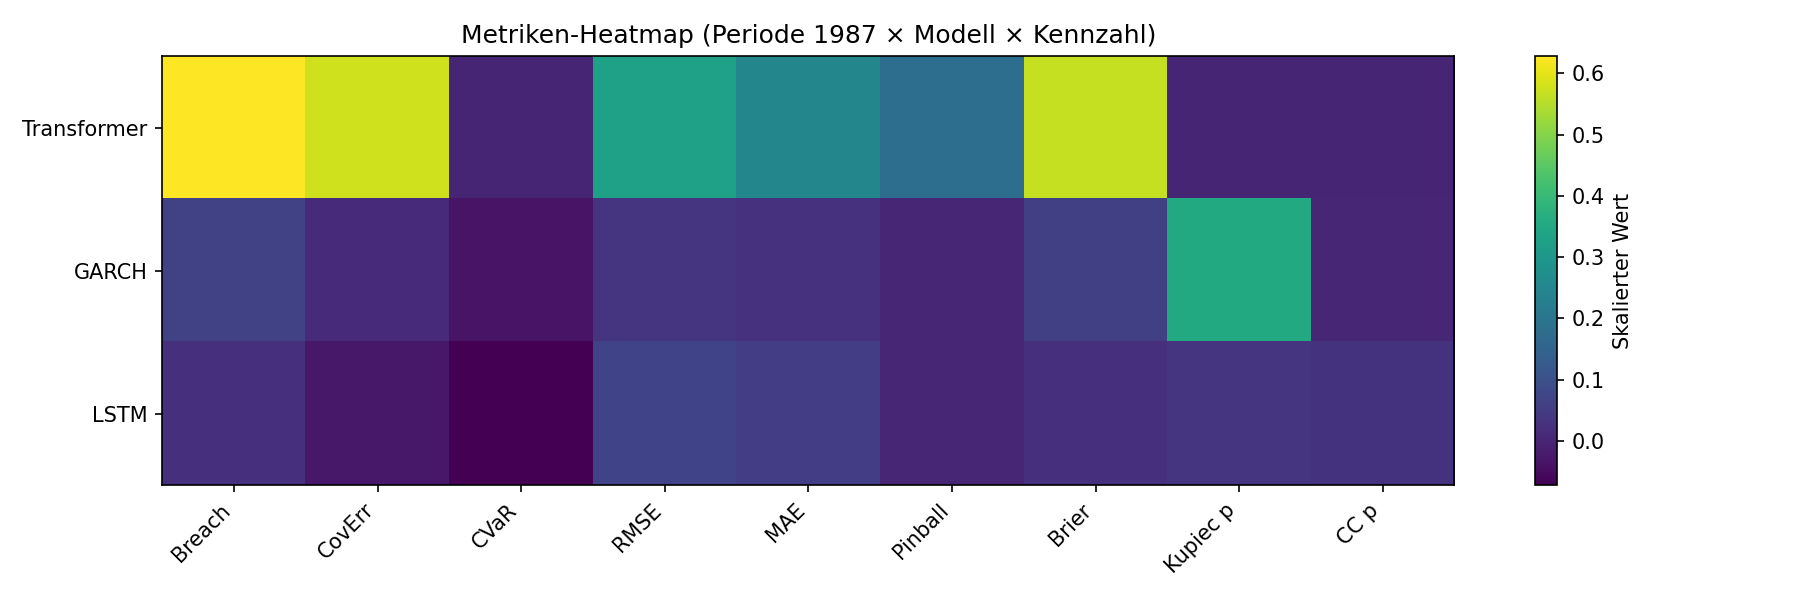 Metriken-Heatmap (Periode 1987 × Modell × Kennzahl)
Transformer
GARCH
LSTM
Breach
CovErr
CVaR
RMSE
MAE
Pinball
Brier
Kupiec p
CC p
0.6
0.5
0.4
0.3
0.2
0.1
0.0
Skalierter Wert